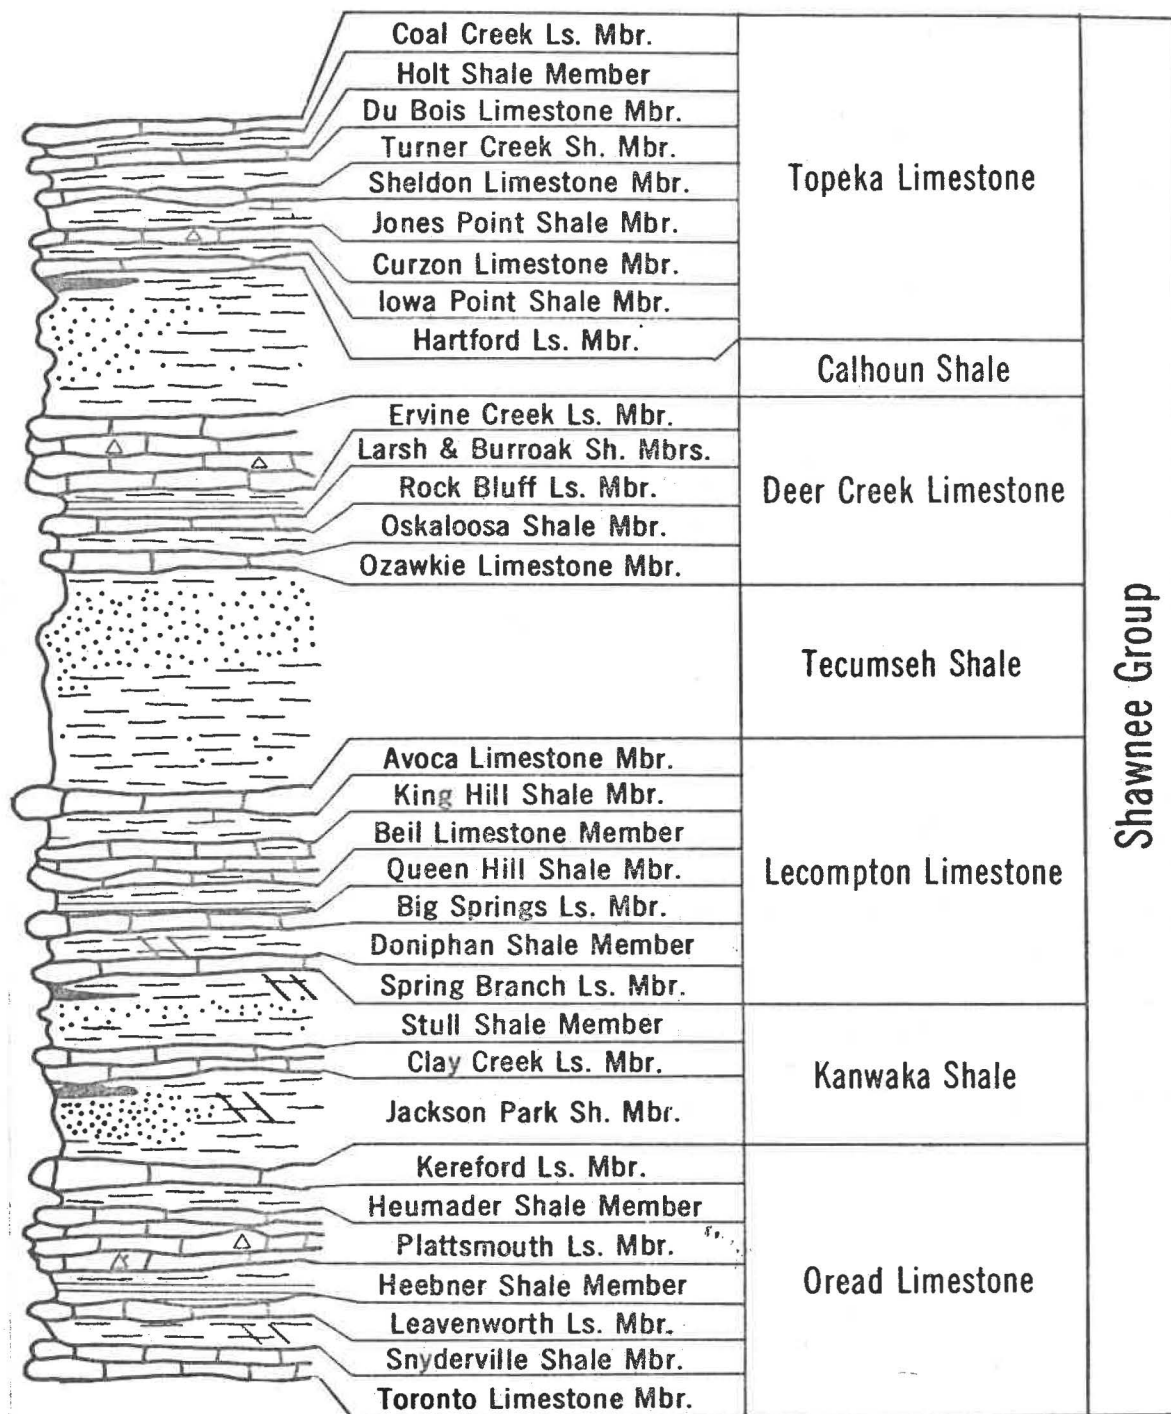 Coal Creek Ls. Mbr.
Holt Shale Member
Du Bois Limestone Mbr.
Turner Creek Sh. Mbr.
Sheldon Limestone Mbr.
Jones Point Shale Mbr.
Curzon Limestone Mbr.
Iowa Point Shale Mbr.
Hartford Ls. Mbr.
Topeka Limestone
Calhoun Shale
Ervine Creek Ls. Mbr.
Larsh & Burroak Sh. Mbrs.
Rock Bluff Ls. Mbr.
Oskaloosa Shale Mbr.
Ozawkie Limestone Mbr.
Deer Creek Limestone
Tecumseh Shale
Avoca Limestone Mbr.
King Hill Shale Mbr.
Beil Limestone Member
Queen Hill Shale Mbr.
Big Springs Ls. Mbr.
Doniphan Shale Member
Spring Branch Ls. Mbr.
Lecompton Limestone
Stull Shale Member
Clay Creek Ls. Mbr.
Jackson Park Sh. Mbr.
Kanwaka Shale
Kereford Ls. Mbr.
Heumader Shale Member
Plattsmouth Ls. Mbr.
Heebner Shale Member
Leavenworth Ls. Mbr.
Snyderville Shale Mbr.
Toronto Limestone Mbr.
Oread Limestone
Shawnee Group